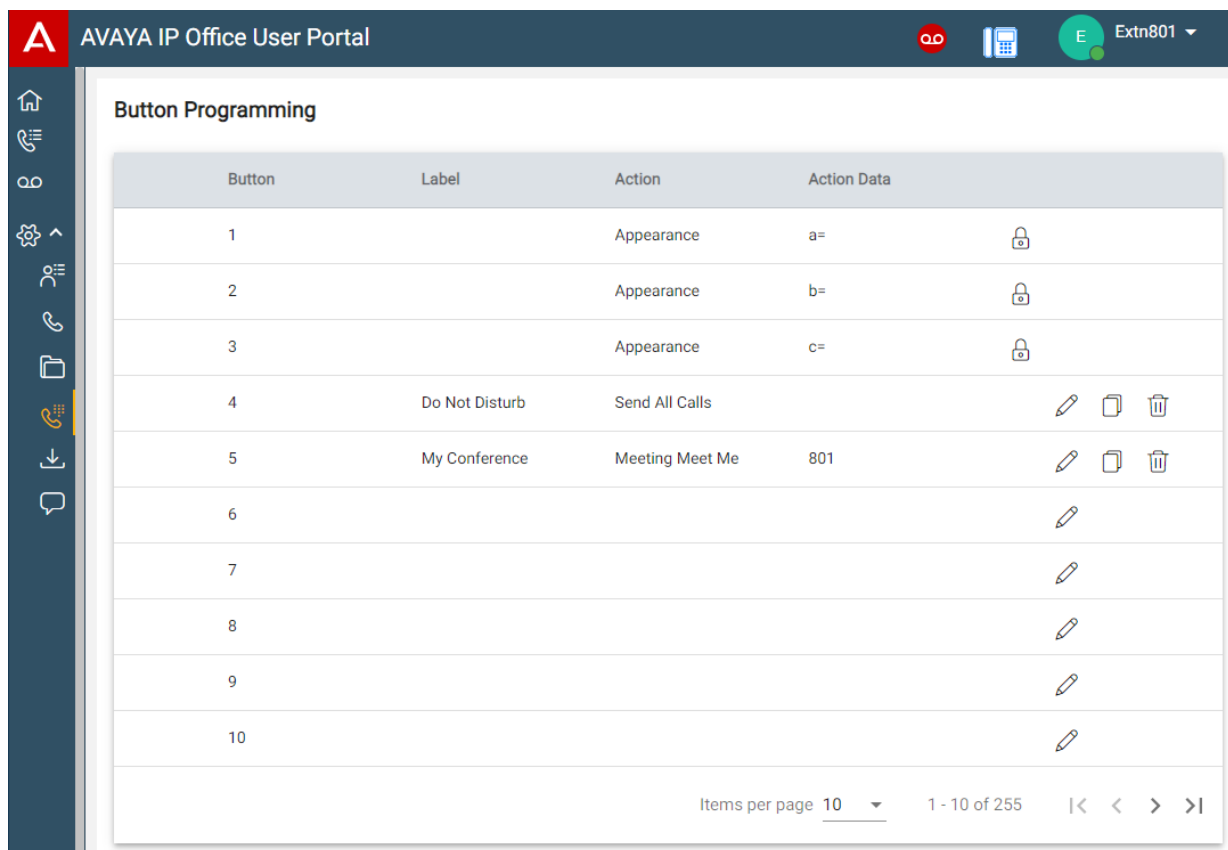 AVAYA IP Office User Portal
E
Extn801
Button Programming
Button Label Action Action Data
1 Appearance a=
2 Appearance b=
3 Appearance c=
4 Do Not Disturb Send All Calls
5 My Conference Meeting Meet Me 801
6
7
8
9
10
Items per page 10 1 - 10 of 255